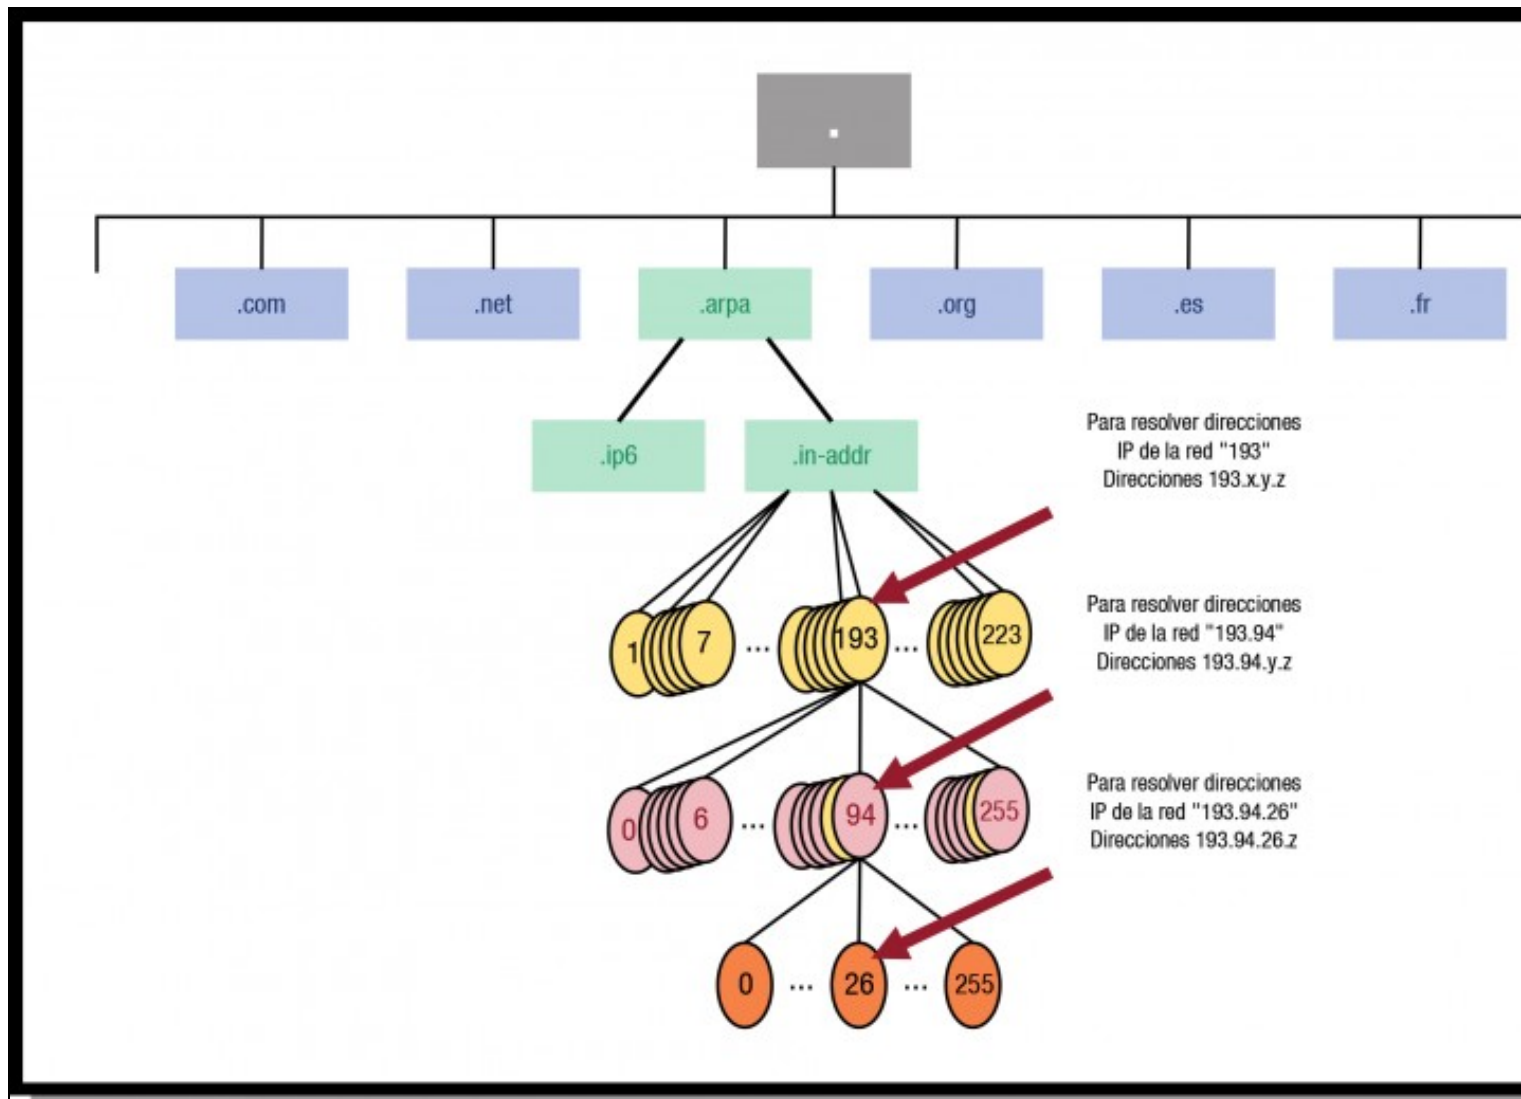 .
.com
.net
.arpa
.org
.es
.fr
.ip6
.in-addr
Para resolver direcciones
IP de la red "193"
Direcciones 193.x.y.z
1
7
...
193
...
223
Para resolver direcciones
IP de la red "193.94"
Direcciones 193.94.y.z
0
6
...
94
...
255
Para resolver direcciones
IP de la red "193.94.26"
Direcciones 193.94.26.z
0
...
26
...
255